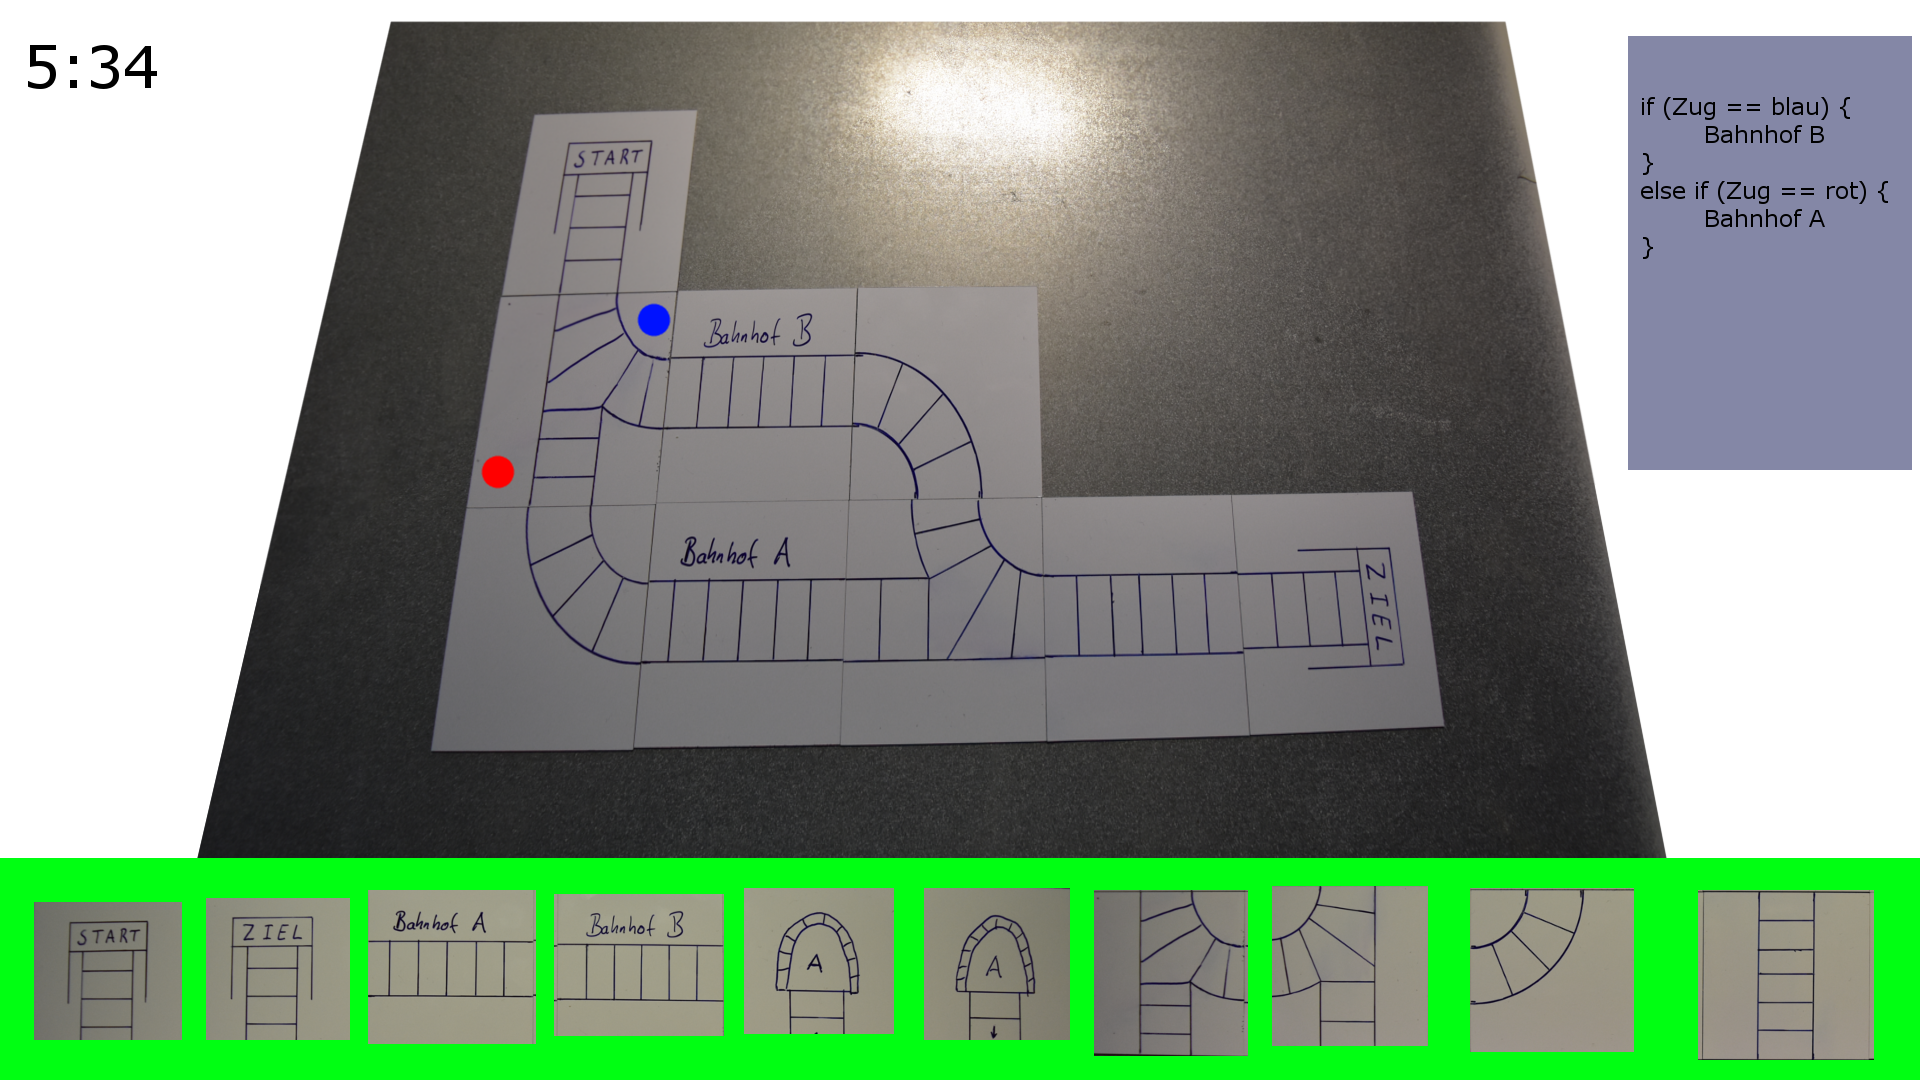 5:34
if (Zug == blau) {
Bahnhof B
}
else if (Zug == rot) {
Bahnhof A
}
START
Bahnhof B
Bahnhof A
ZIEL
START
ZIEL
Bahnhof A
Bahnhof B
A
A